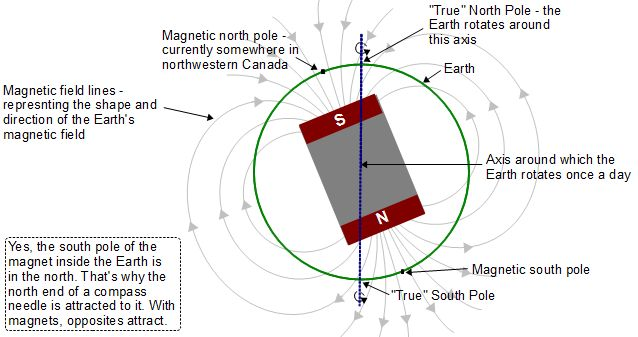 "True" North Pole - the
Earth rotates around
this axis
Magnetic north pole -
currently somewhere in
northwestern Canada
Earth
Magnetic field lines -
represnting the shape and
direction of the Earth's
magnetic field
S
Axis around which the
Earth rotates once a day
N
Yes, the south pole of the
magnet inside the Earth is
in the north. That's why the
north end of a compass
needle is attracted to it. With
magnets, opposites attract.
Magnetic south pole
"True" South Pole